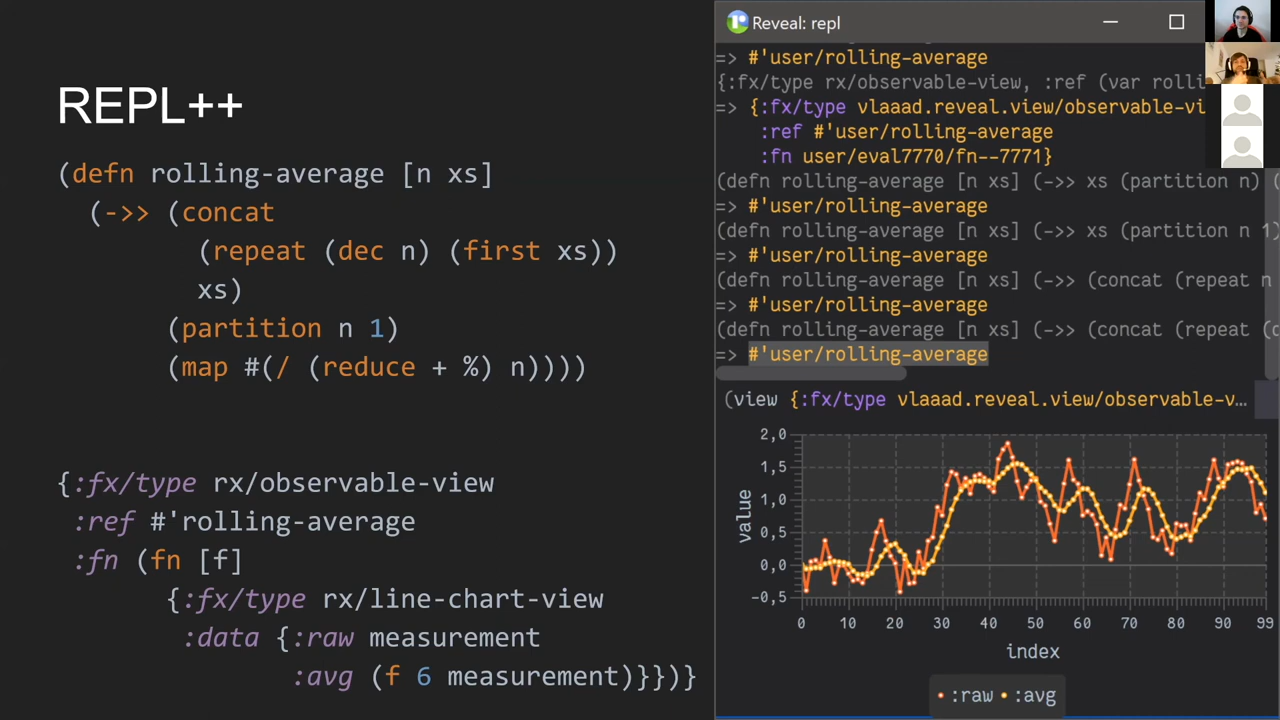 REPL++
(defn rolling-average [n xs]
(->> (concat
(repeat (dec n) (first xs))
xs)
(partition n 1)
(map #(/ (reduce + %) n))))
{:fx/type rx/observable-view
:ref #'rolling-average
:fn (fn [f]
{:fx/type rx/line-chart-view
:data {:raw measurement
:avg (f 6 measurement)}})}
Reveal: repl
=> #'user/rolling-average
{:fx/type rx/observable-view, :ref (var rolli
=> {:fx/type vlaaad.reveal.view/observable-vi
:ref #'user/rolling-average
:fn user/eval7770/fn--7771}
(defn rolling-average [n xs] (->> xs (partition n) (
=> #'user/rolling-average
(defn rolling-average [n xs] (->> xs (partition n 1)
=> #'user/rolling-average
(defn rolling-average [n xs] (->> (concat (repeat n
=> #'user/rolling-average
(defn rolling-average [n xs] (->> (concat (repeat (d
=> #'user/rolling-average
(view {:fx/type vlaaad.reveal.view/observable-v…
2,0
1,5
1,0
0,5
0,0
-0,5
value
0 10 20 30 40 50 60 70 80 90 99
index
:raw :avg